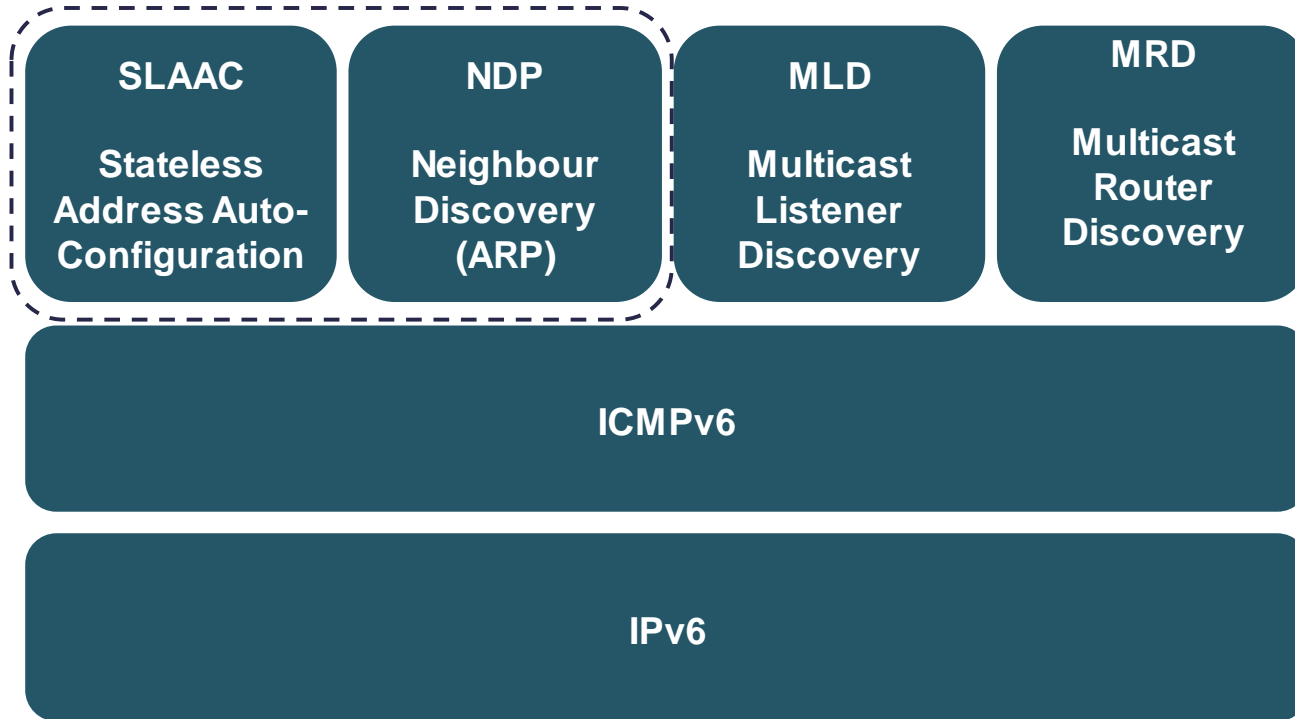 SLAAC
Stateless
Address Auto-
Configuration
NDP
Neighbour
Discovery
(ARP)
MLD
Multicast
Listener
Discovery
MRD
Multicast
Router
Discovery
ICMPv6
IPv6